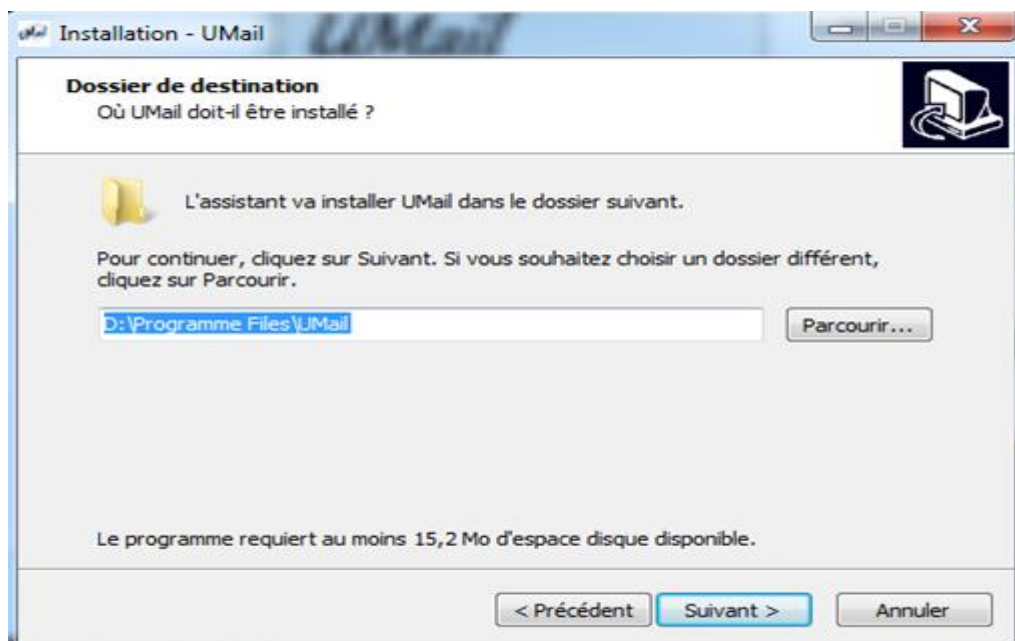 Installation - UMail
UMail
Dossier de destination
Où UMail doit-il être installé ?
L'assistant va installer UMail dans le dossier suivant.
Pour continuer, cliquez sur Suivant. Si vous souhaitez choisir un dossier différent,
cliquez sur Parcourir.
D:\Programme Files\UMail
Parcourir...
Le programme requiert au moins 15,2 Mo d'espace disque disponible.
< Précédent
Suivant >
Annuler